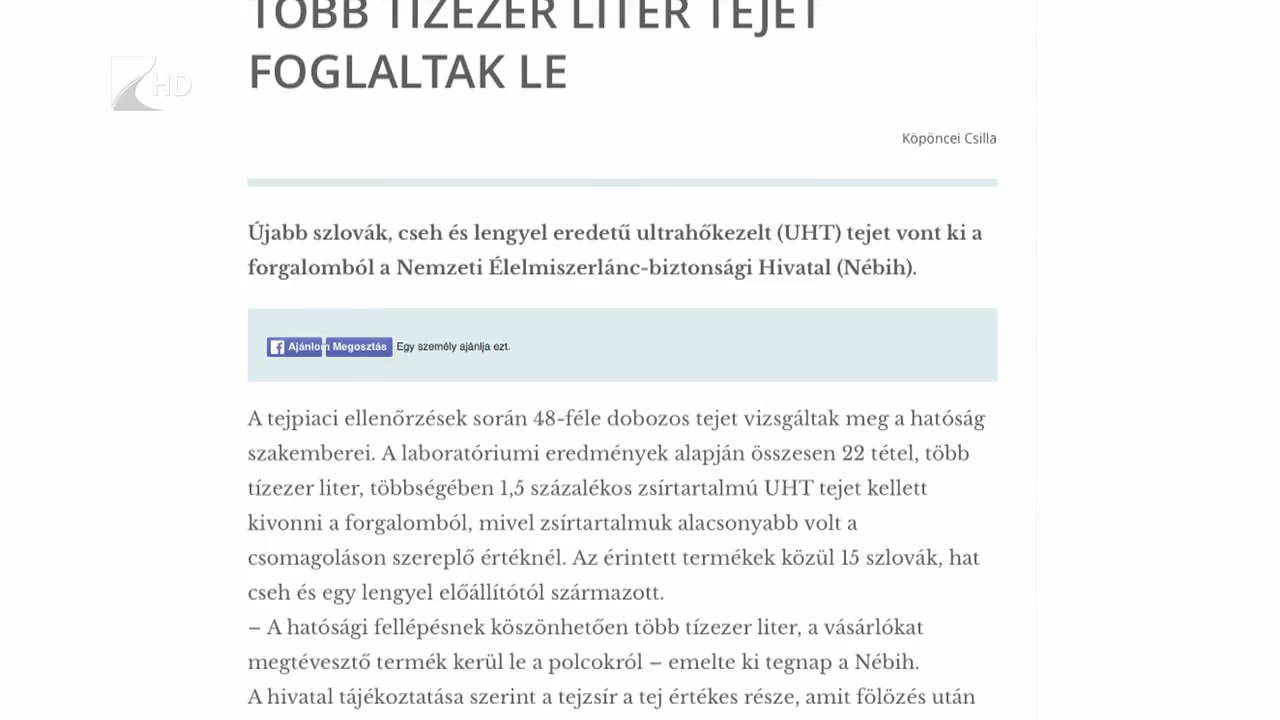 TÖBB TÍZEZER LITER TEJET
FOGLALTAK LE
HD
Köpöncei Csilla
Újabb szlovák, cseh és lengyel eredetű ultrahőkezelt (UHT) tejet vont ki a
forgalomból a Nemzeti Élelmiszerlánc-biztonsági Hivatal (Nébih).
Ajánlom Megosztás Egy személy ajánlja ezt.
A tejpiaci ellenőrzések során 48-féle dobozos tejet vizsgáltak meg a hatóság
szakemberei. A laboratóriumi eredmények alapján összesen 22 tétel, több
tízezer liter, többségében 1,5 százalékos zsírtartalmú UHT tejet kellett
kivonni a forgalomból, mivel zsírtartalmuk alacsonyabb volt a
csomagoláson szereplő értéknél. Az érintett termékek közül 15 szlovák, hat
cseh és egy lengyel előállítótól származott.
– A hatósági fellépésnek köszönhetően több tízezer liter, a vásárlókat
megtévesztő termék kerül le a polcokról – emelte ki tegnap a Nébih.
A hivatal tájékoztatása szerint a tejzsír a tej értékes része, amit fölözés után